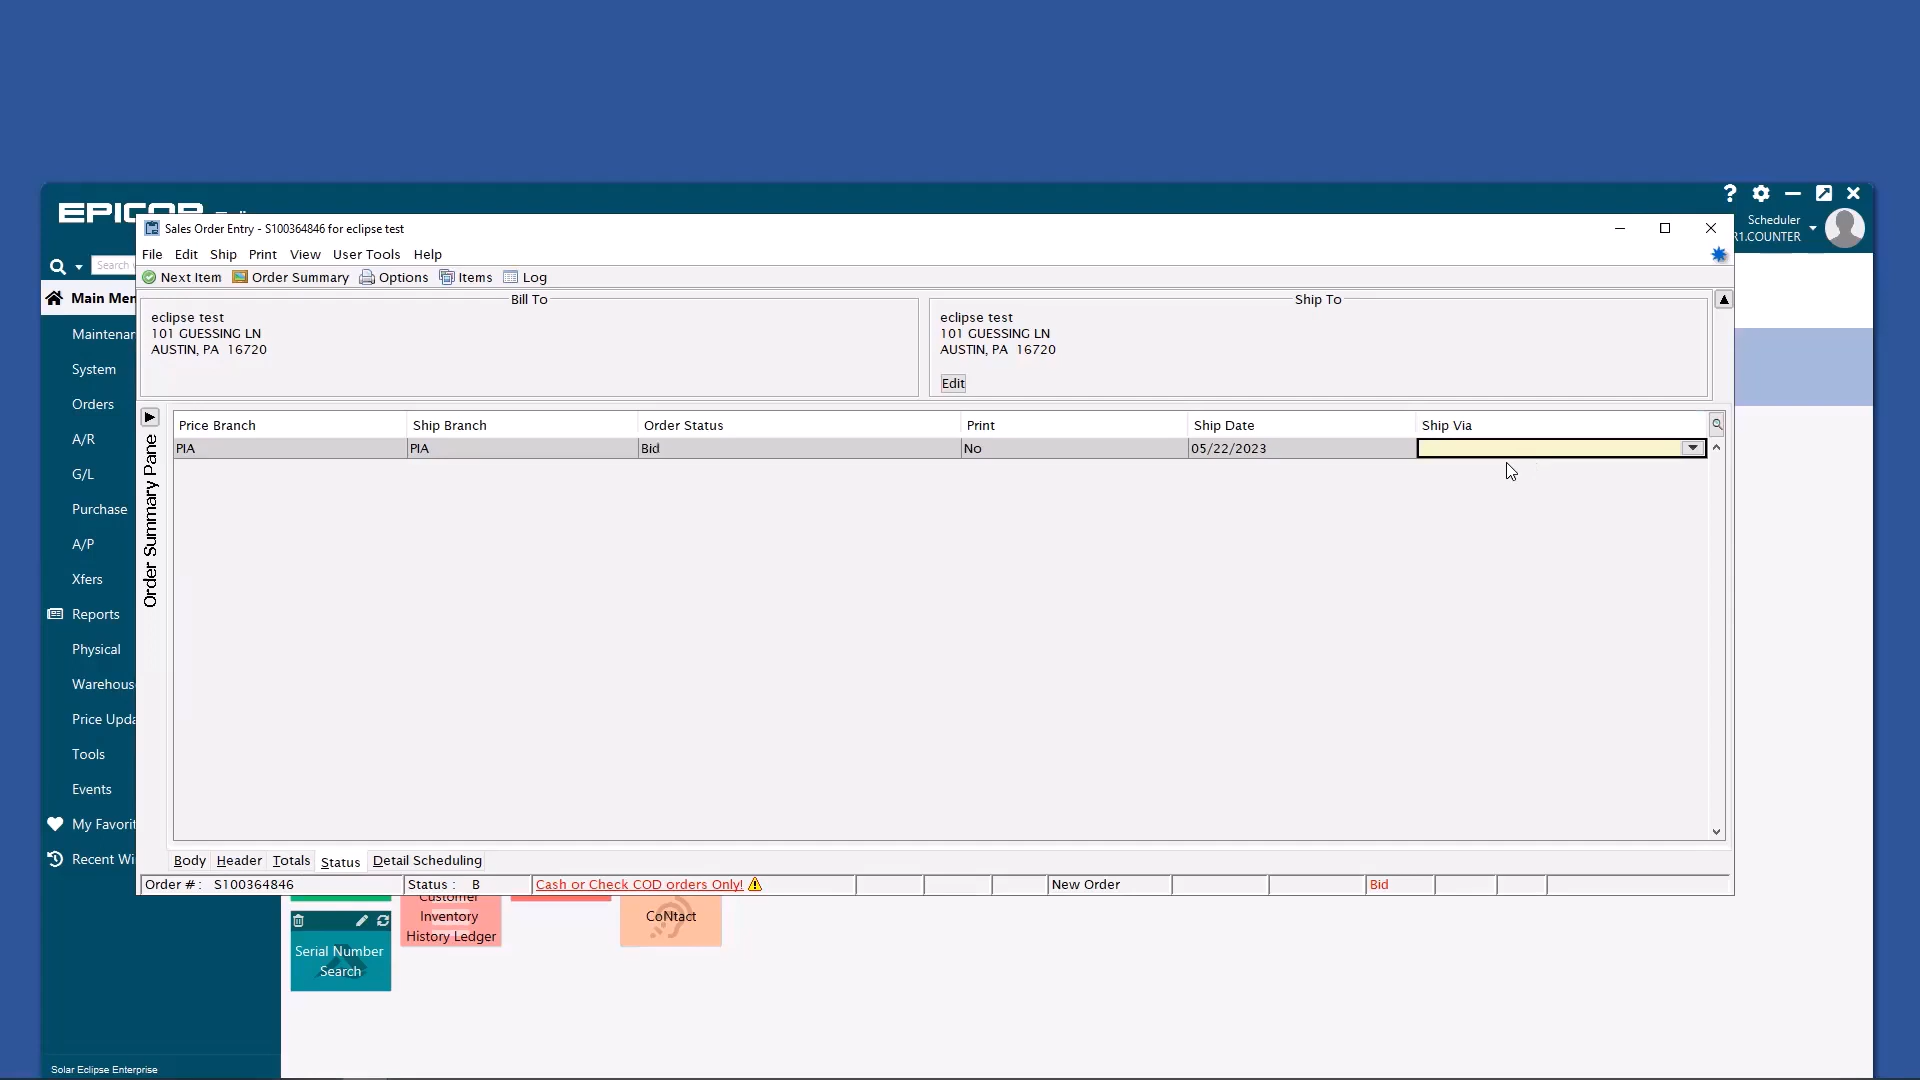 EPICOR
Scheduler
R1.COUNTER
Search
Main Men
Maintenan
System
Orders
A/R
G/L
Purchase
A/P
Xfers
Reports
Physical
Warehous
Price Upda
Tools
Events
My Favorit
Recent Wi
Solar Eclipse Enterprise
Sales Order Entry - S100364846 for eclipse test
File Edit Ship Print View User Tools Help
Next Item Order Summary Options Items Log
Bill To
eclipse test
101 GUESSING LN
AUSTIN, PA 16720
Ship To
eclipse test
101 GUESSING LN
AUSTIN, PA 16720
Edit
Order Summary Pane
Price Branch Ship Branch Order Status Print Ship Date Ship Via
PIA PIA Bid No 05/22/2023
Body Header Totals Status Detail Scheduling
Order # : S100364846 Status : B Cash or Check COD orders Only! New Order Bid
Customer
Inventory
History Ledger
CoNtact
Serial Number
Search